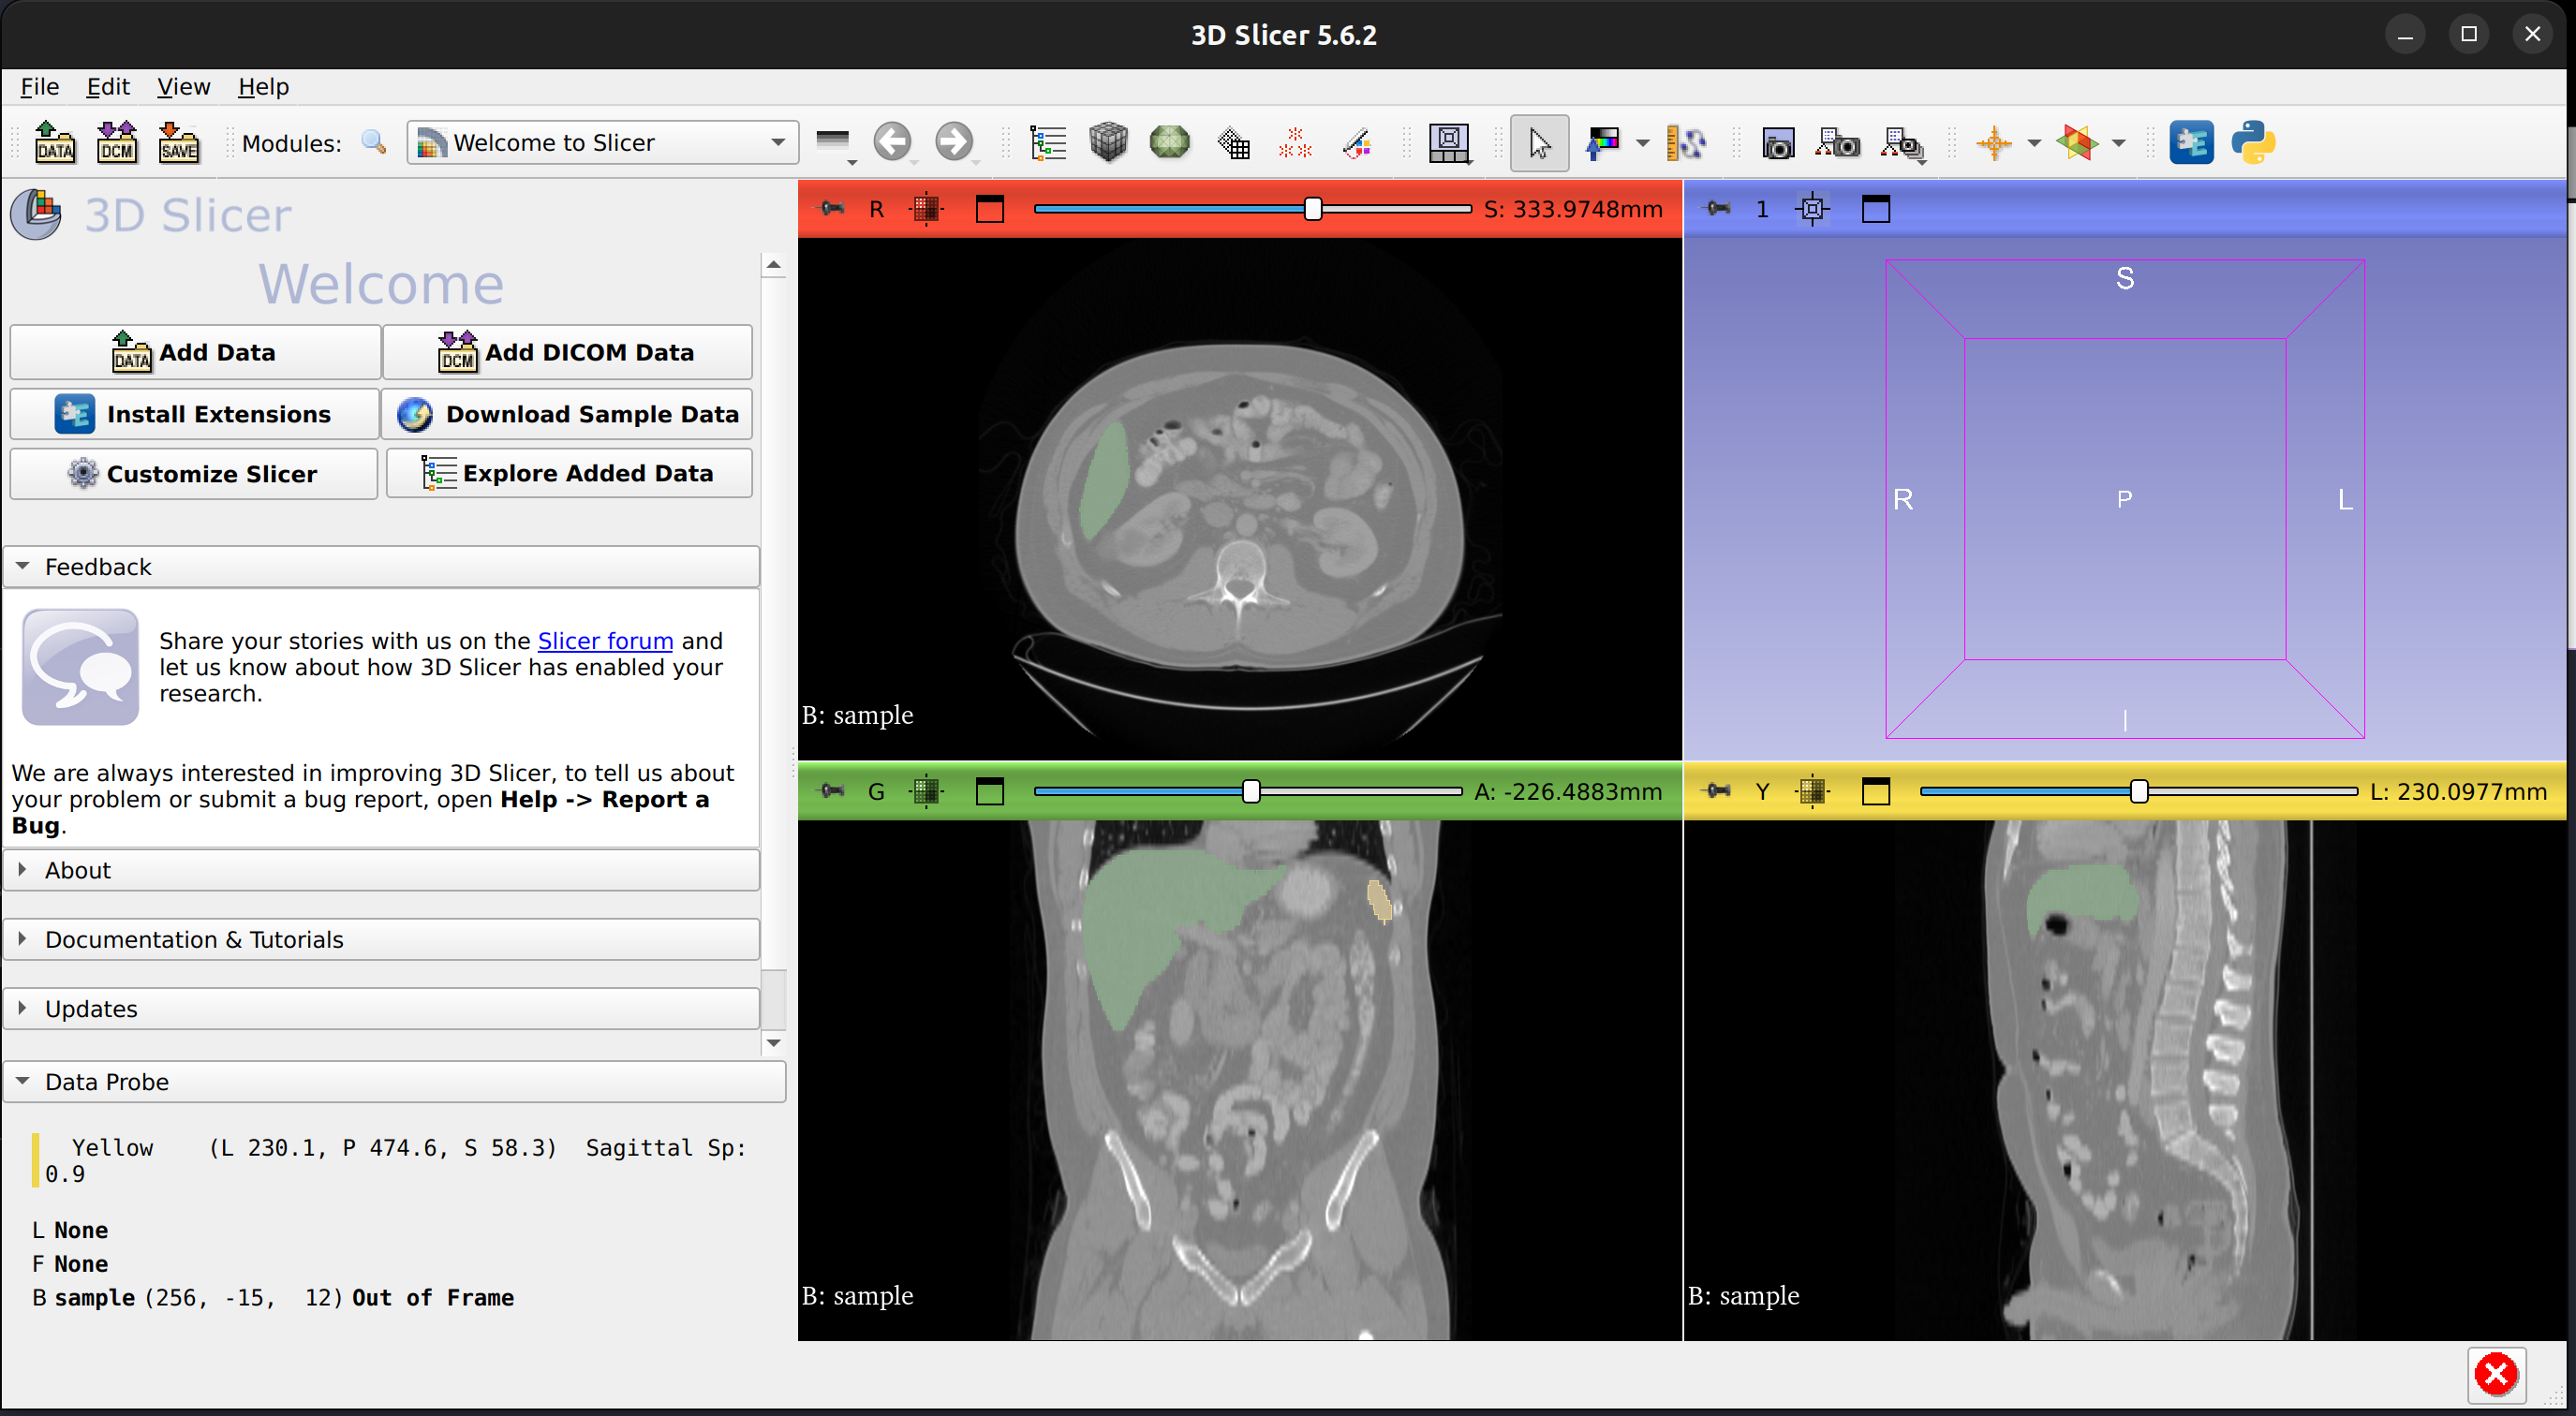 3D Slicer 5.6.2
File Edit View Help
DATA DCM SAVE Modules: Welcome to Slicer
3D Slicer
Welcome
DATA Add Data DCM Add DICOM Data
Install Extensions Download Sample Data
Customize Slicer Explore Added Data
Feedback
Share your stories with us on the Slicer forum and
let us know about how 3D Slicer has enabled your
research.
We are always interested in improving 3D Slicer, to tell us about
your problem or submit a bug report, open Help -> Report a
Bug.
About
Documentation & Tutorials
Updates
Data Probe
Yellow (L 230.1, P 474.6, S 58.3) Sagittal Sp:
0.9
L None
F None
B sample (256, -15, 12) Out of Frame
R S: 333.9748mm
B: sample
1
S
R P L
I
G A: -226.4883mm
B: sample
Y L: 230.0977mm
B: sample